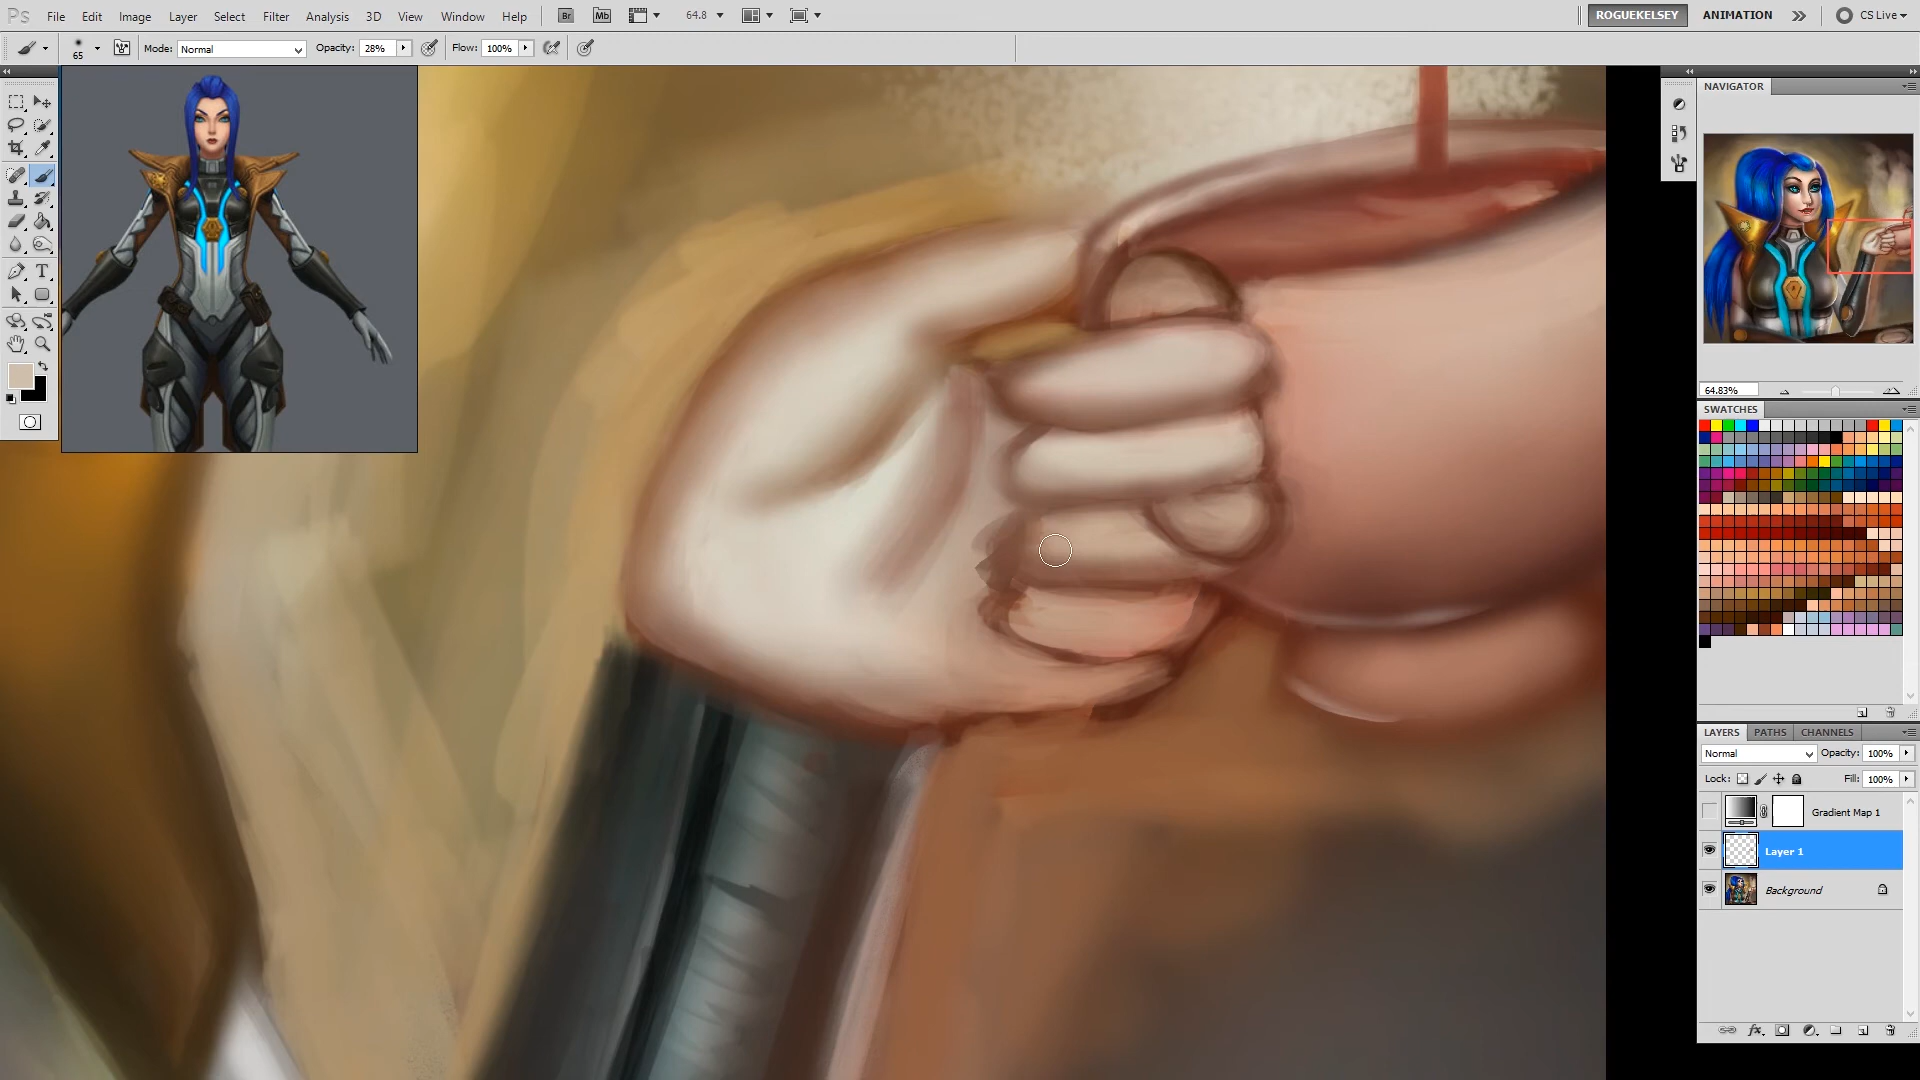 Ps File Edit Image Layer Select Filter Analysis 3D View Window Help Br Mb 64.8 ROGUEKELSEY ANIMATION CS Live
65 Mode: Normal Opacity: 28% Flow: 100%
NAVIGATOR
T
64.83%
SWATCHES
LAYERS PATHS CHANNELS
Normal Opacity: 100%
Lock: Fill: 100%
Gradient Map 1
Layer 1
Background
fx